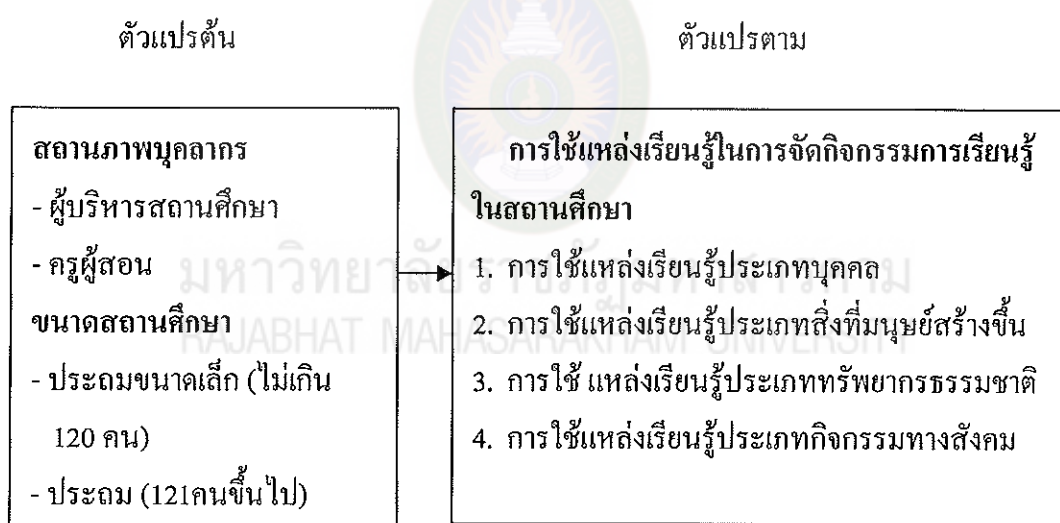 ตัวแปรต้น
ตัวแปรตาม
สถานภาพบุคลากร
- ผู้บริหารสถานศึกษา
- ครูผู้สอน
ขนาดสถานศึกษา
- ประถมขนาดเล็ก (ไม่เกิน
120 คน)
- ประถม (121คนขึ้นไป)
การใช้แหล่งเรียนรู้ในการจัดกิจกรรมการเรียนรู้
ในสถานศึกษา
1. การใช้แหล่งเรียนรู้ประเภทบุคคล
2. การใช้แหล่งเรียนรู้ประเภทสิ่งที่มนุษย์สร้างขึ้น
3. การใช้ แหล่งเรียนรู้ประเภททรัพยากรธรรมชาติ
4. การใช้แหล่งเรียนรู้ประเภทกิจกรรมทางสังคม
มหาวิทยาลัยราชภัฏมหาสารคาม
RAJABHAT MAHASARAKHAM UNIVERSITY